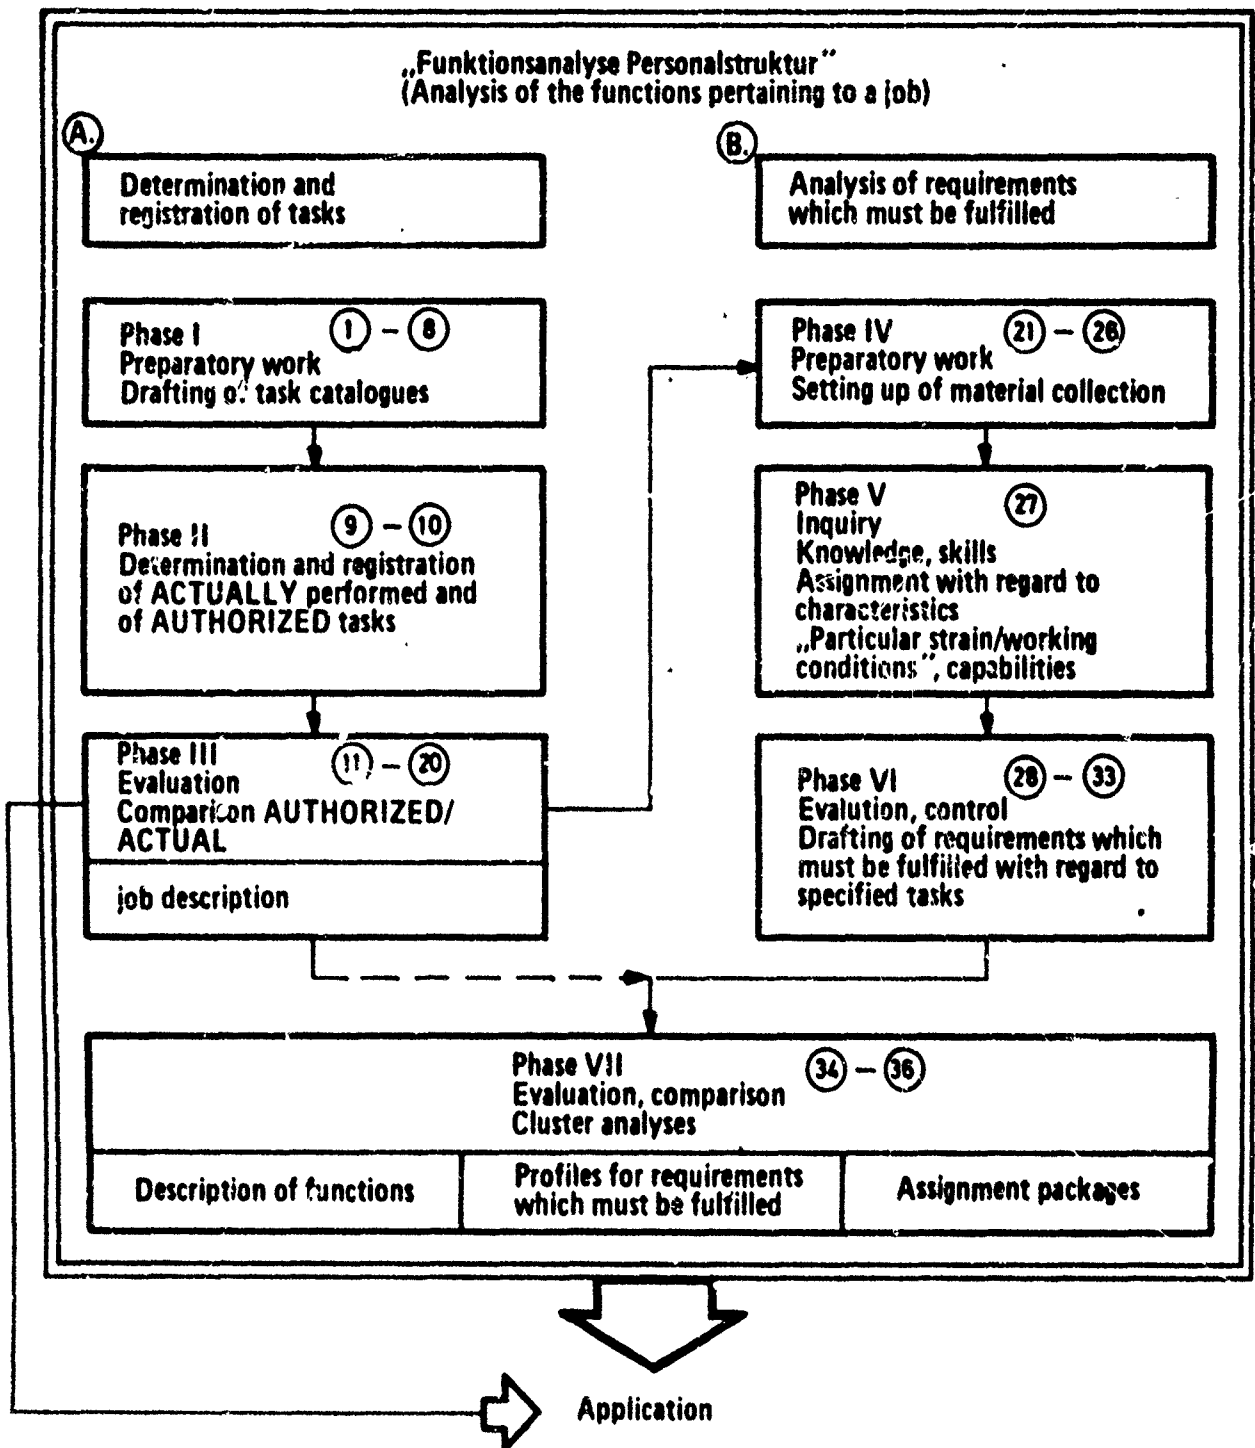 „Funktionsanalyse Personalstruktur"
(Analysis of the functions pertaining to a job)
A.
Determination and
registration of tasks
Phase I 1 – 8
Preparatory work
Drafting of task catalogues
Phase II 9 – 10
Determination and registration
of ACTUALLY performed and
of AUTHORIZED tasks
Phase III 11 – 20
Evaluation
Comparison AUTHORIZED/
ACTUAL
job description
B.
Analysis of requirements
which must be fulfilled
Phase IV 21 – 26
Preparatory work
Setting up of material collection
Phase V 27
Inquiry
Knowledge, skills
Assignment with regard to
characteristics
„Particular strain/working
conditions", capabilities
Phase VI 28 – 33
Evalution, control
Drafting of requirements which
must be fulfilled with regard to
specified tasks
Phase VII 34 – 36
Evaluation, comparison
Cluster analyses
Description of functions
Profiles for requirements
which must be fulfilled
Assignment packages
Application